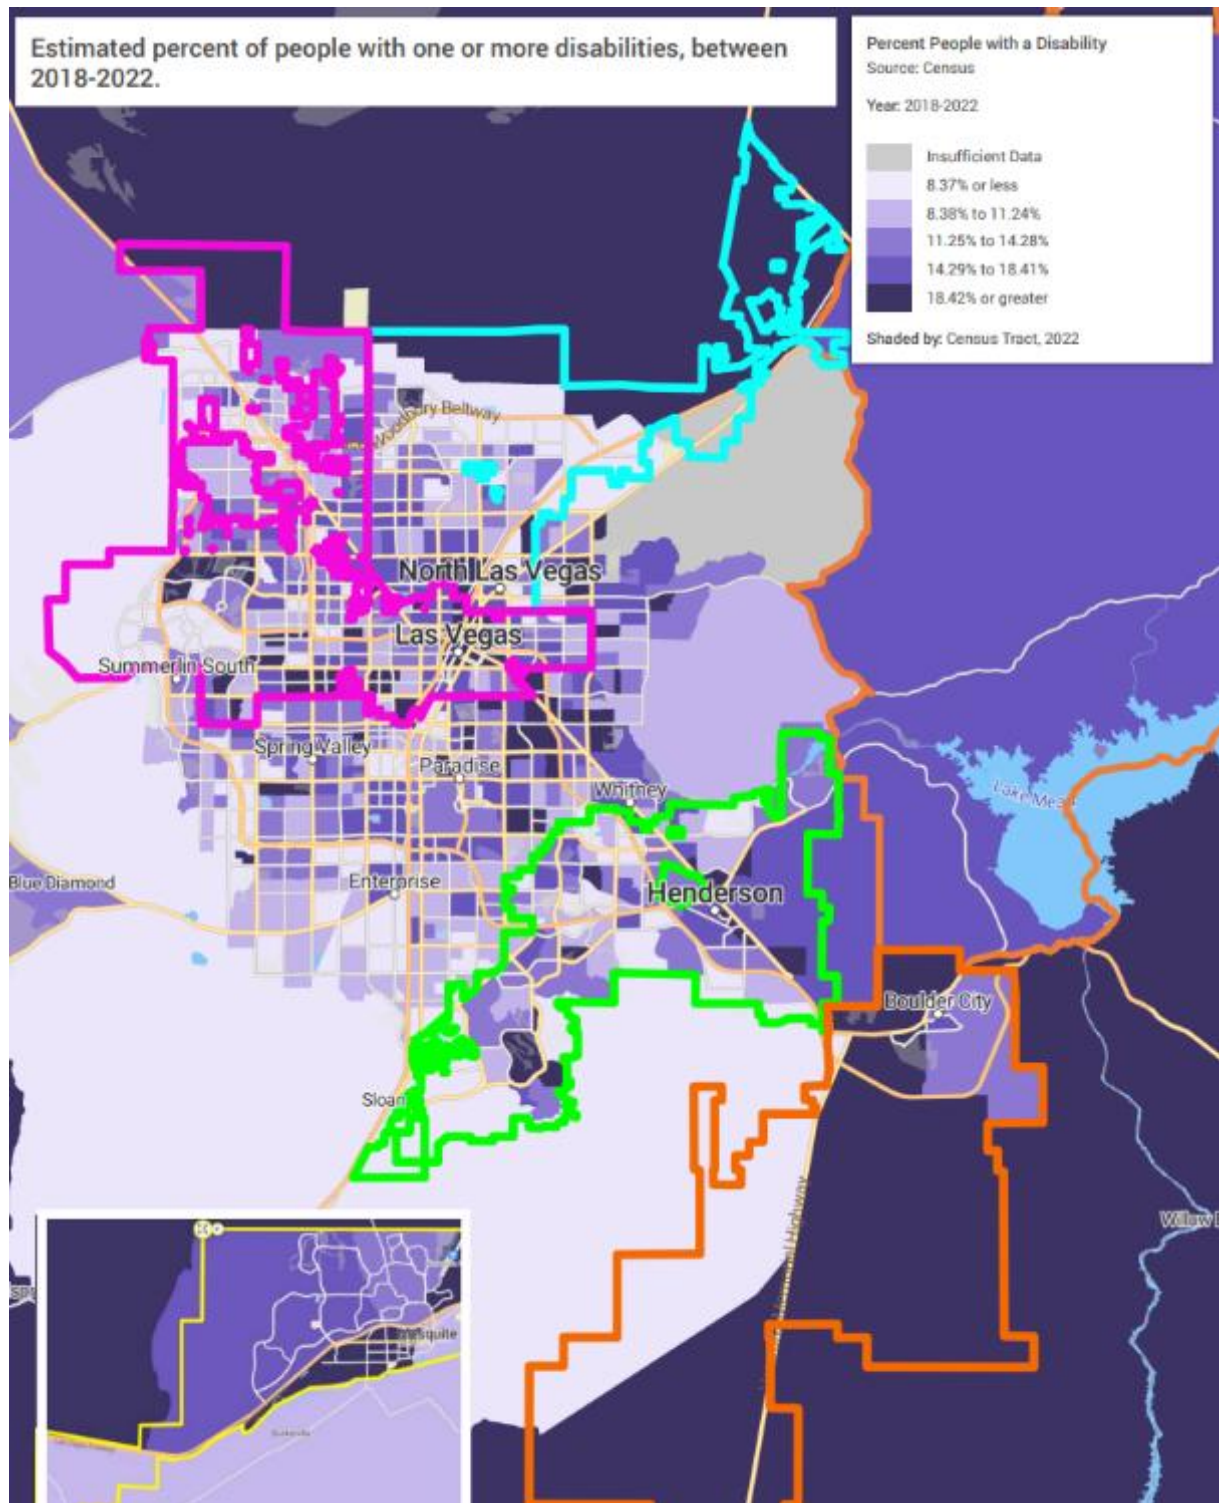 Estimated percent of people with one or more disabilities, between
2018-2022.
Percent People with a Disability
Source: Census
Year: 2018-2022
Insufficient Data
8.37% or less
8.38% to 11.24%
11.25% to 14.28%
14.29% to 18.41%
18.42% or greater
Shaded by: Census Tract, 2022
Beltway
North Las Vegas
Las Vegas
Summerlin South
Spring Valley
Paradise
Whitney
Lake Mead
Blue Diamond
Enterprise
Henderson
Boulder City
Sloan
Highway
Willow
Mesquite